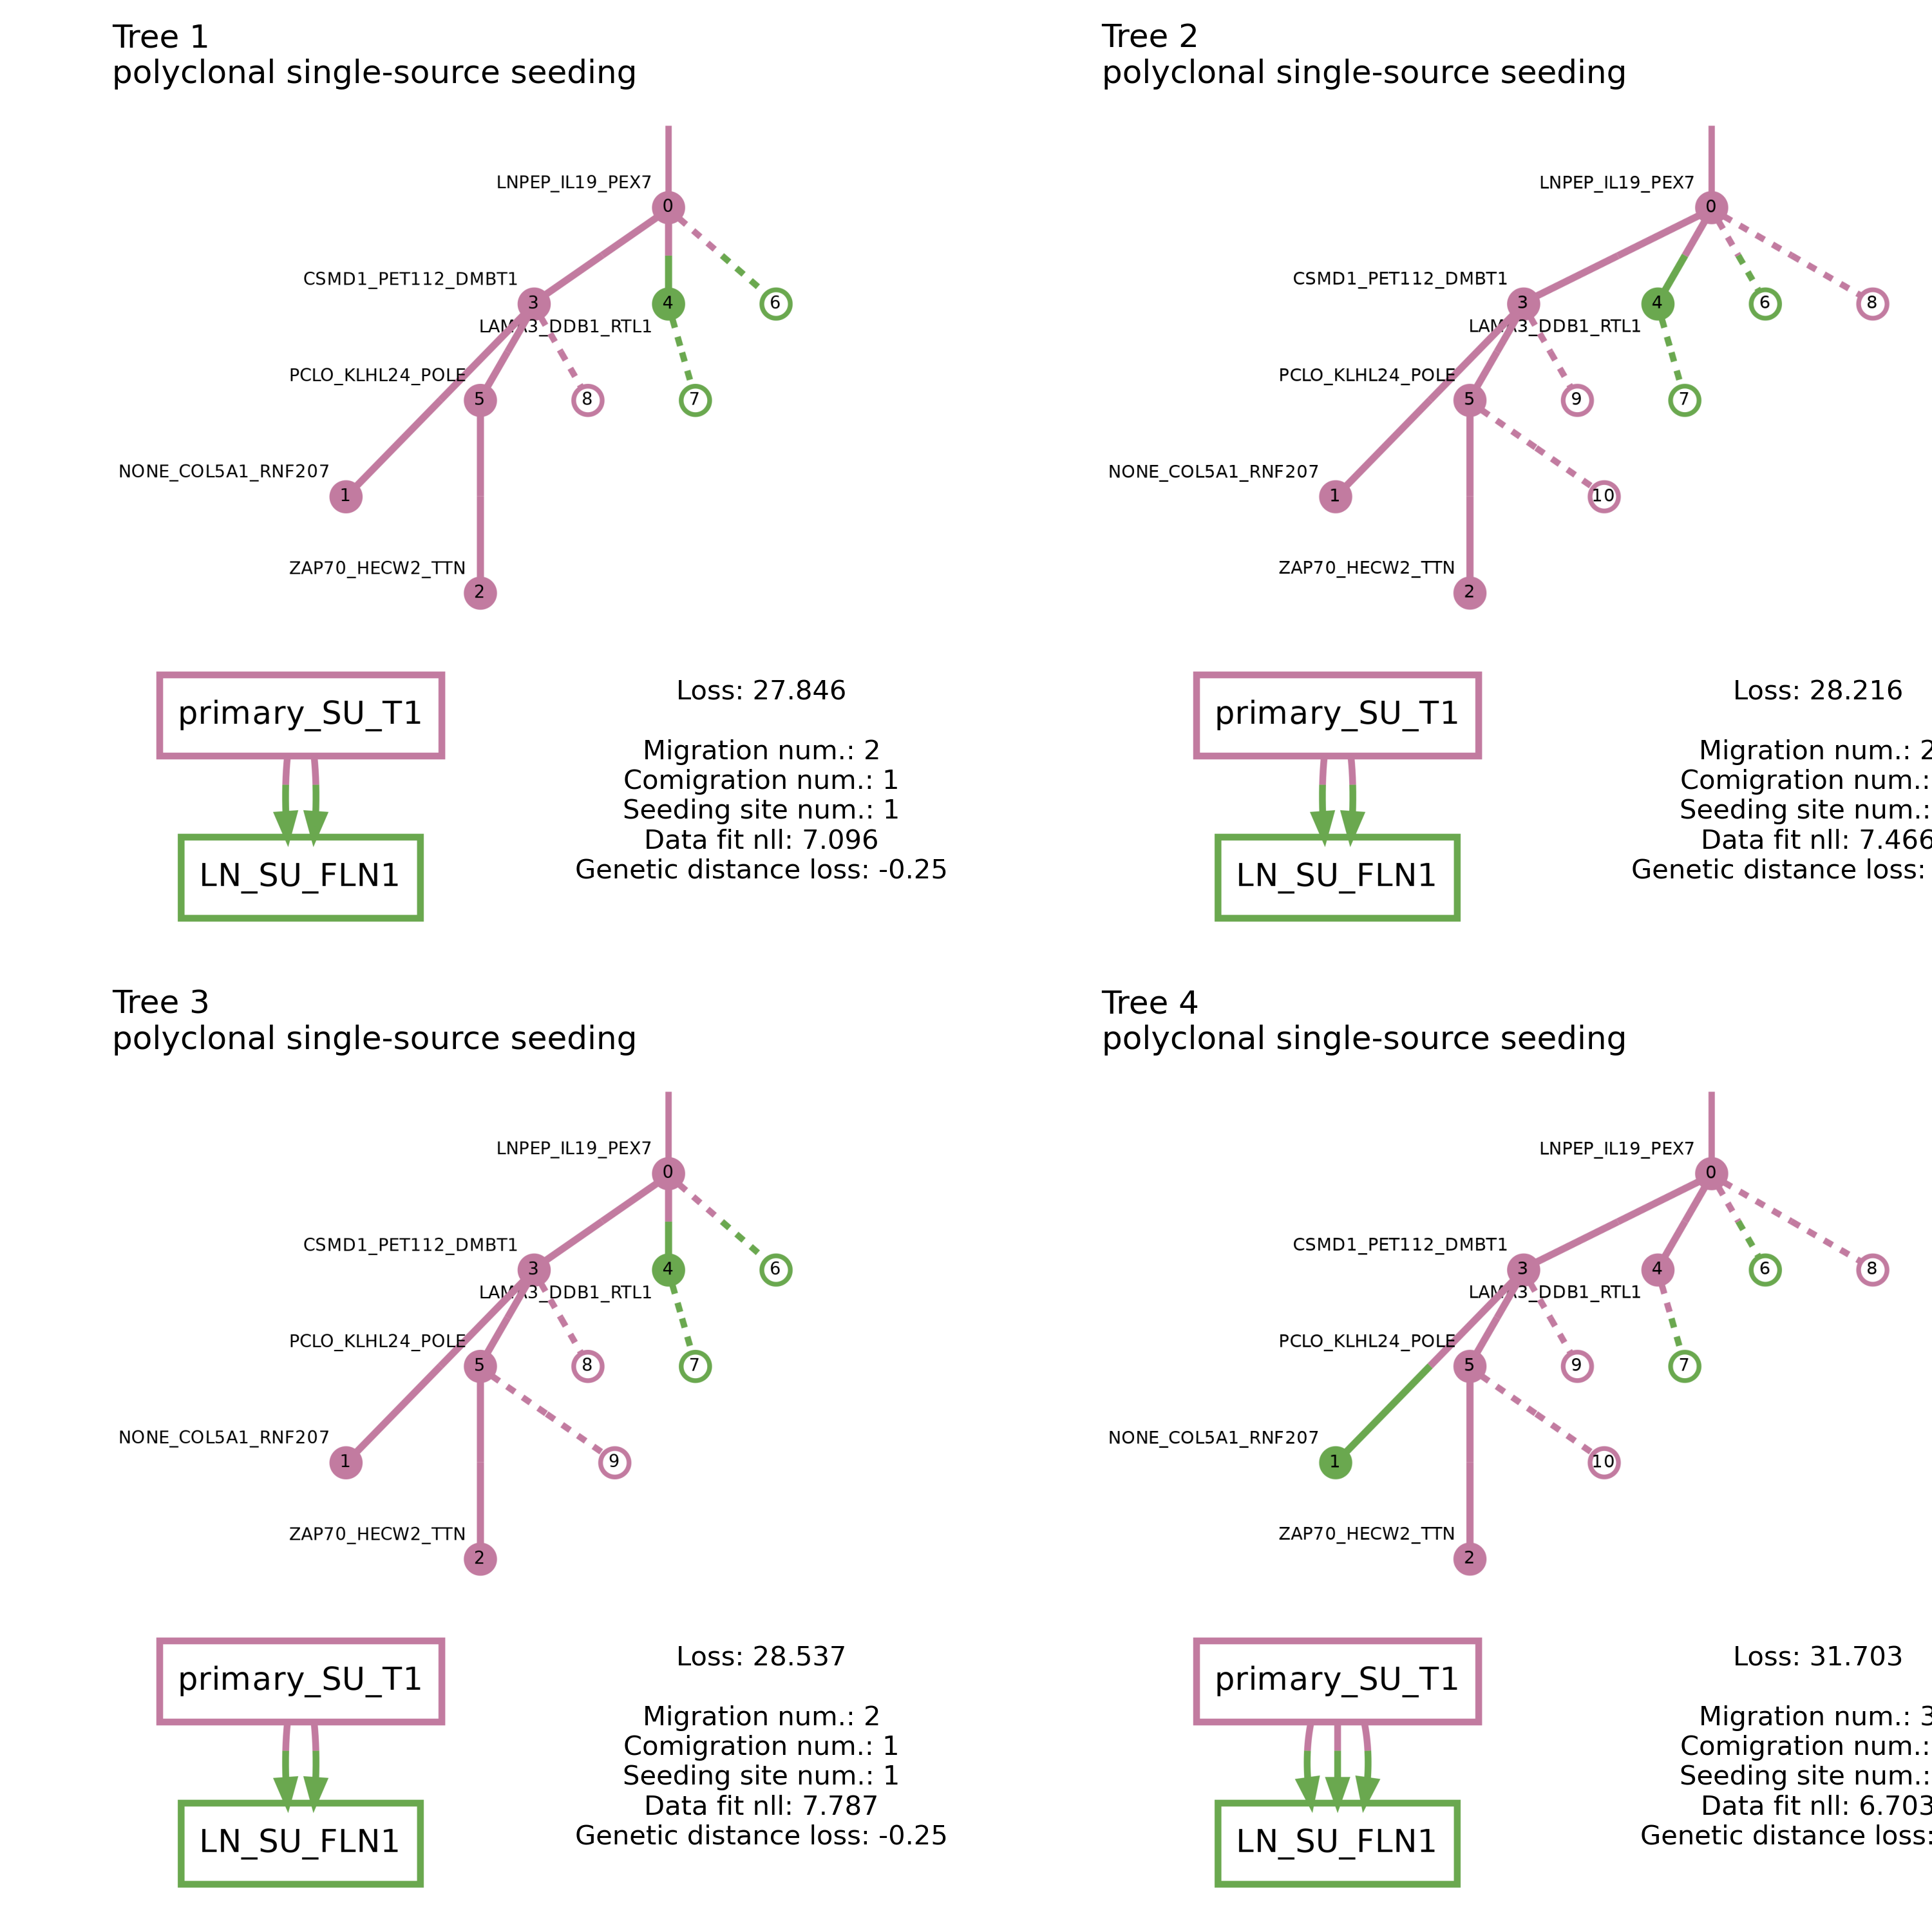 Tree 1
polyclonal single-source seeding
LNPEP_IL19_PEX7
0
CSMD1_PET112_DMBT1
3
4
6
LAMA3_DDB1_RTL1
PCLO_KLHL24_POLE
5
8
7
NONE_COL5A1_RNF207
1
ZAP70_HECW2_TTN
2
primary_SU_T1
LN_SU_FLN1
Loss: 27.846
Migration num.: 2
Comigration num.: 1
Seeding site num.: 1
Data fit nll: 7.096
Genetic distance loss: -0.25
Tree 2
polyclonal single-source seeding
LNPEP_IL19_PEX7
0
CSMD1_PET112_DMBT1
3
4
6
8
LAMA3_DDB1_RTL1
PCLO_KLHL24_POLE
5
9
7
NONE_COL5A1_RNF207
1
10
ZAP70_HECW2_TTN
2
primary_SU_T1
LN_SU_FLN1
Loss: 28.216
Migration num.: 2
Comigration num.:
Seeding site num.:
Data fit nll: 7.466
Genetic distance loss:
Tree 3
polyclonal single-source seeding
LNPEP_IL19_PEX7
0
CSMD1_PET112_DMBT1
3
4
6
LAMA3_DDB1_RTL1
PCLO_KLHL24_POLE
5
8
7
NONE_COL5A1_RNF207
1
9
ZAP70_HECW2_TTN
2
primary_SU_T1
LN_SU_FLN1
Loss: 28.537
Migration num.: 2
Comigration num.: 1
Seeding site num.: 1
Data fit nll: 7.787
Genetic distance loss: -0.25
Tree 4
polyclonal single-source seeding
LNPEP_IL19_PEX7
0
CSMD1_PET112_DMBT1
3
4
6
8
LAMA3_DDB1_RTL1
PCLO_KLHL24_POLE
5
9
7
NONE_COL5A1_RNF207
1
10
ZAP70_HECW2_TTN
2
primary_SU_T1
LN_SU_FLN1
Loss: 31.703
Migration num.: 3
Comigration num.:
Seeding site num.:
Data fit nll: 6.703
Genetic distance loss: